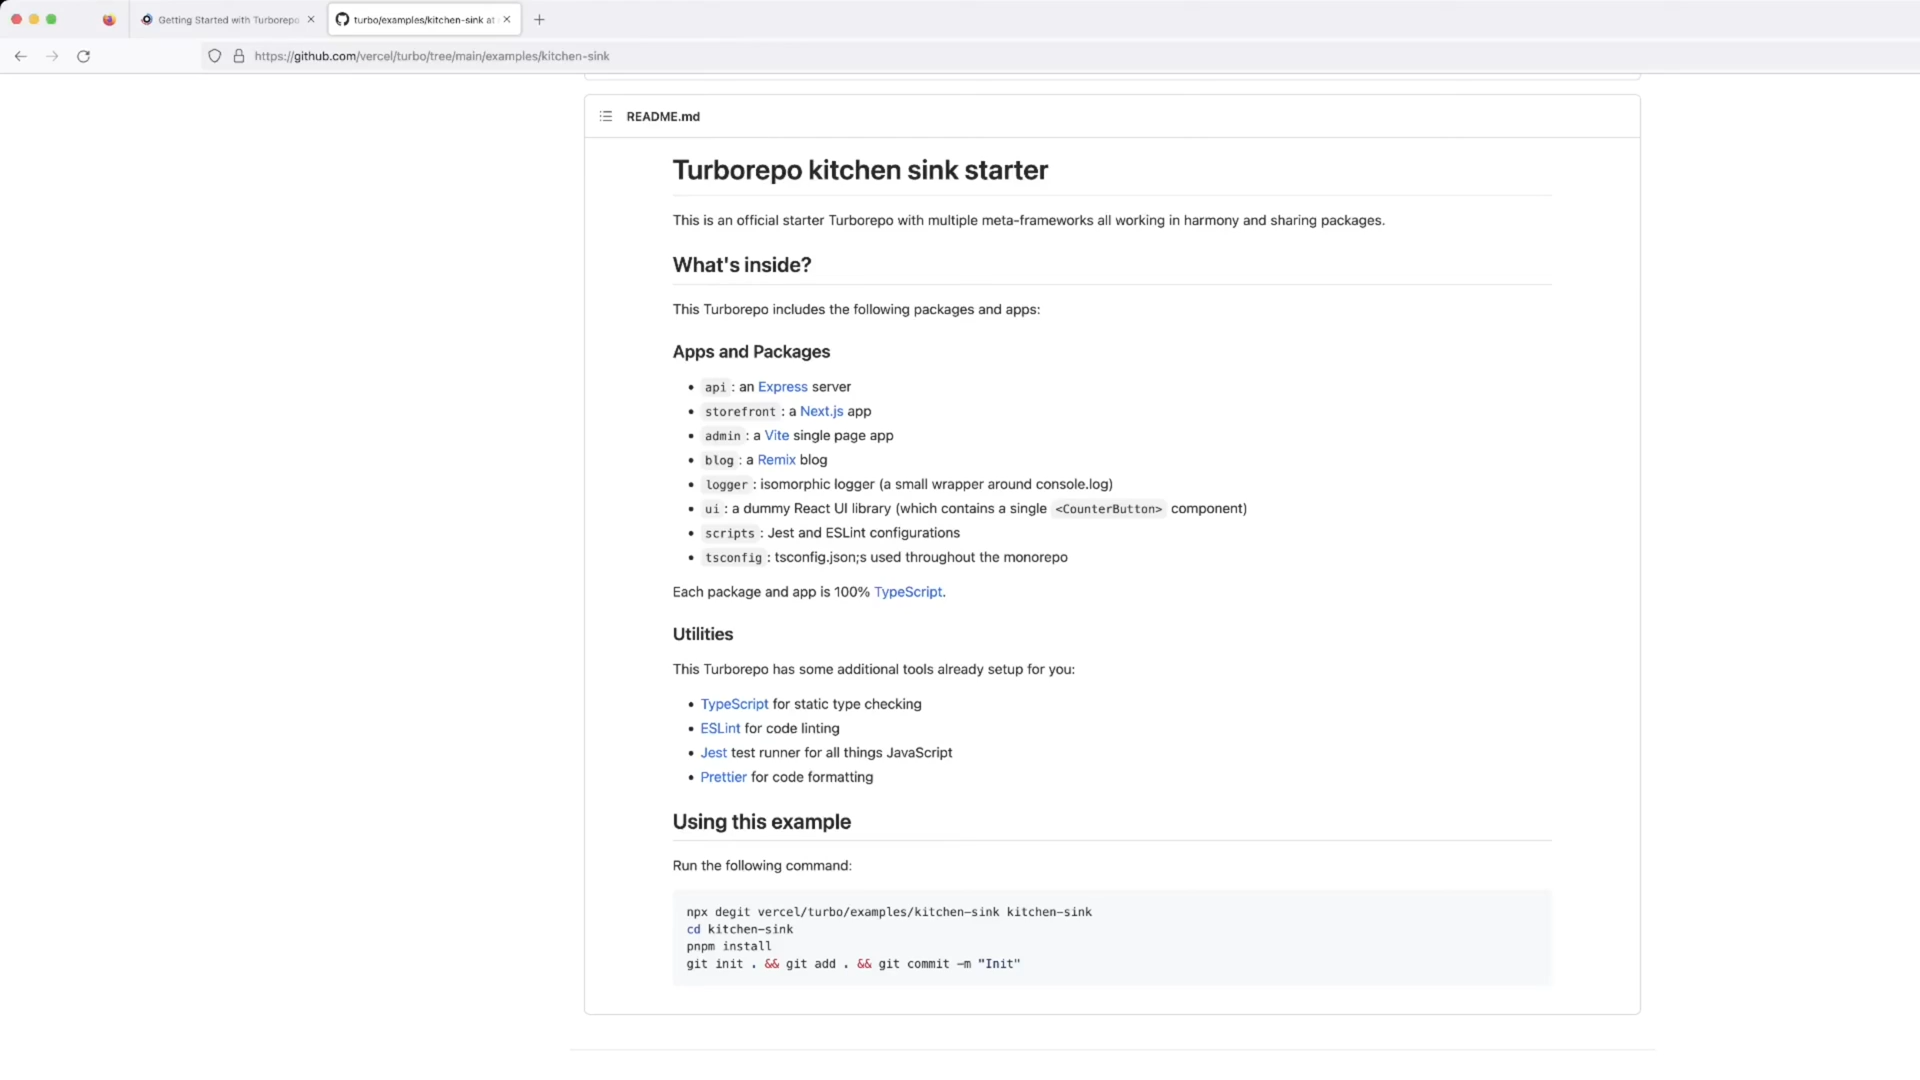 Getting Started with Turborepo
turbo/examples/kitchen-sink at
https://github.com/vercel/turbo/tree/main/examples/kitchen-sink
README.md
Turborepo kitchen sink starter
This is an official starter Turborepo with multiple meta-frameworks all working in harmony and sharing packages.
What's inside?
This Turborepo includes the following packages and apps:
Apps and Packages
• api : an Express server
• storefront : a Next.js app
• admin : a Vite single page app
• blog : a Remix blog
• logger : isomorphic logger (a small wrapper around console.log)
• ui : a dummy React UI library (which contains a single <CounterButton> component)
• scripts : Jest and ESLint configurations
• tsconfig : tsconfig.json;s used throughout the monorepo
Each package and app is 100% TypeScript.
Utilities
This Turborepo has some additional tools already setup for you:
• TypeScript for static type checking
• ESLint for code linting
• Jest test runner for all things JavaScript
• Prettier for code formatting
Using this example
Run the following command:
npx degit vercel/turbo/examples/kitchen-sink kitchen-sink
cd kitchen-sink
pnpm install
git init . && git add . && git commit -m "Init"